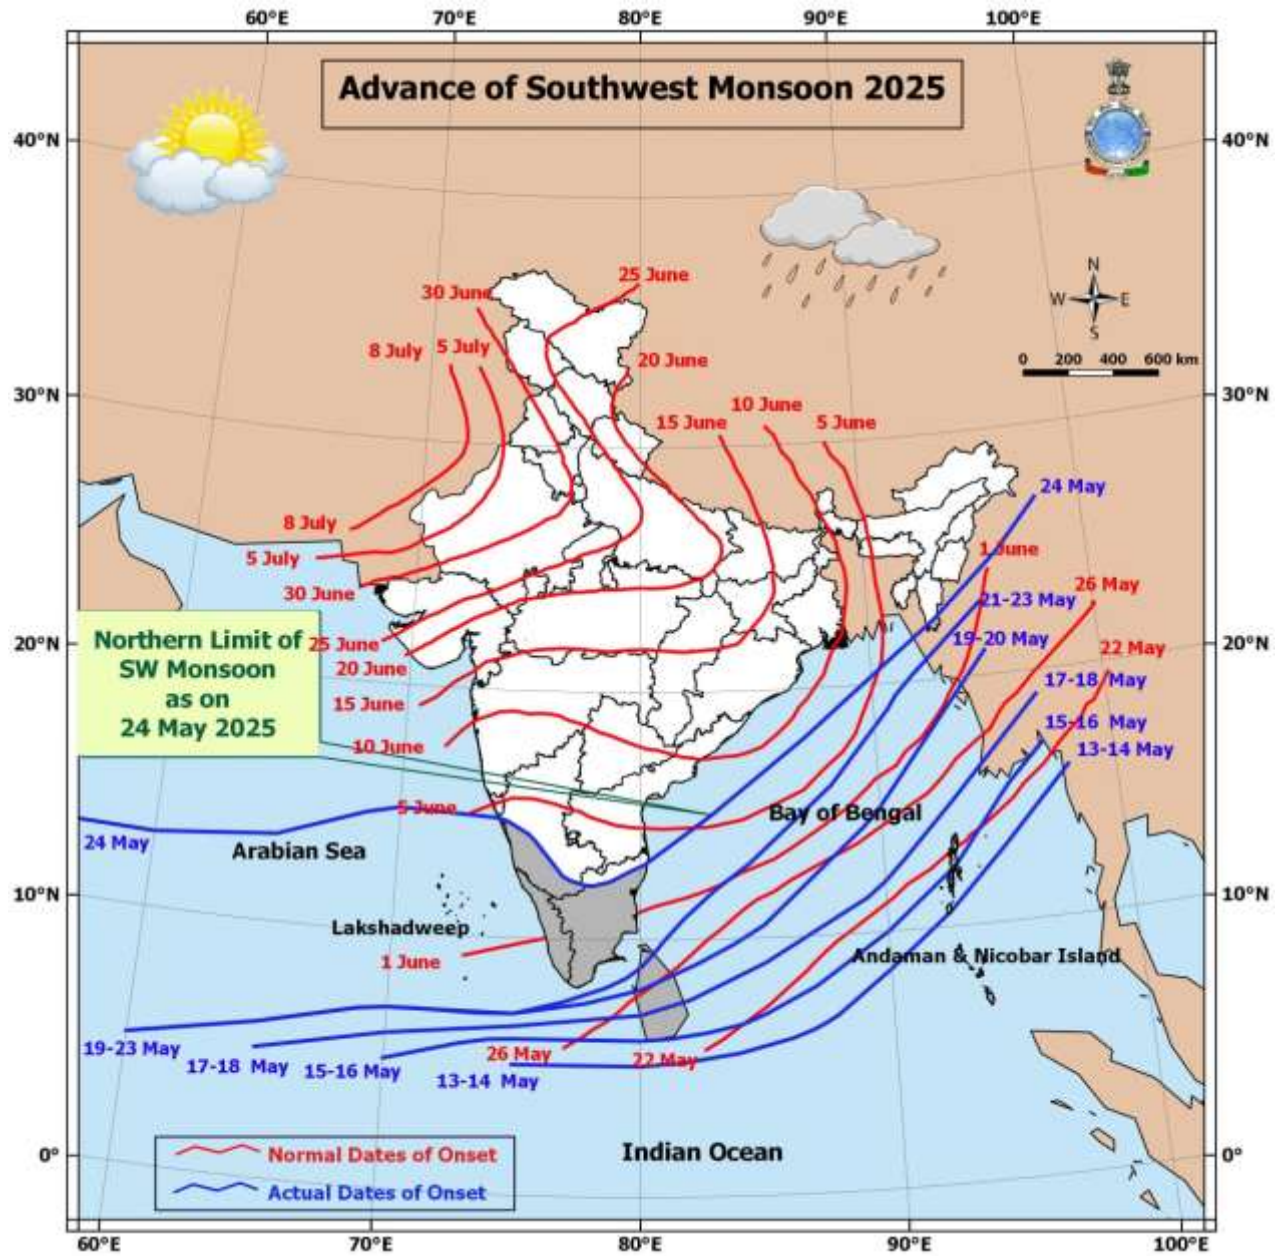 60°E 70°E 80°E 90°E 100°E
Advance of Southwest Monsoon 2025
40°N 40°N
N
W E
S
0 200 400 600 km
25 June
30 June
8 July 5 July
20 June
30°N 30°N
10 June
15 June 5 June
24 May
8 July
5 July
1 June
30 June
26 May
21-23 May
Northern Limit of
SW Monsoon
as on
24 May 2025
20°N 20°N
25 June
19-20 May
22 May
20 June
17-18 May
15 June
15-16 May
10 June
13-14 May
5 June
Bay of Bengal
24 May
Arabian Sea
10°N 10°N
Lakshadweep
Andaman & Nicobar Island
1 June
19-23 May
26 May
22 May
17-18 May
15-16 May
13-14 May
Normal Dates of Onset
Indian Ocean
0° 0°
Actual Dates of Onset
60°E 70°E 80°E 90°E 100°E